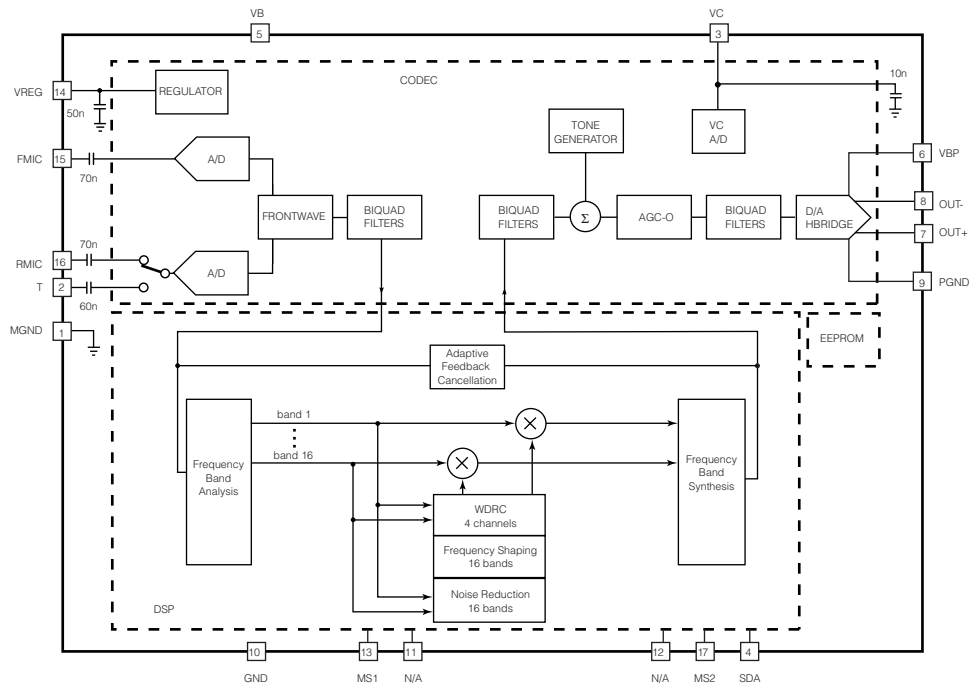 VB
5
VC
3
CODEC
10n
VREG
14
50n
REGULATOR
TONE
GENERATOR
VC
A/D
FMIC
15
70n
A/D
6
VBP
FRONTWAVE
BIQUAD
FILTERS
BIQUAD
FILTERS
Σ
AGC-O
BIQUAD
FILTERS
D/A
HBRIDGE
8
OUT-
7
OUT+
70n
RMIC
16
A/D
T
2
60n
9
PGND
MGND
1
EEPROM
Adaptive
Feedback
Cancellation
band 1
band 16
Frequency
Band
Analysis
Frequency
Band
Synthesis
WDRC
4 channels
Frequency Shaping
16 bands
Noise Reduction
16 bands
DSP
10
13
11
12
17
4
GND
MS1
N/A
N/A
MS2
SDA